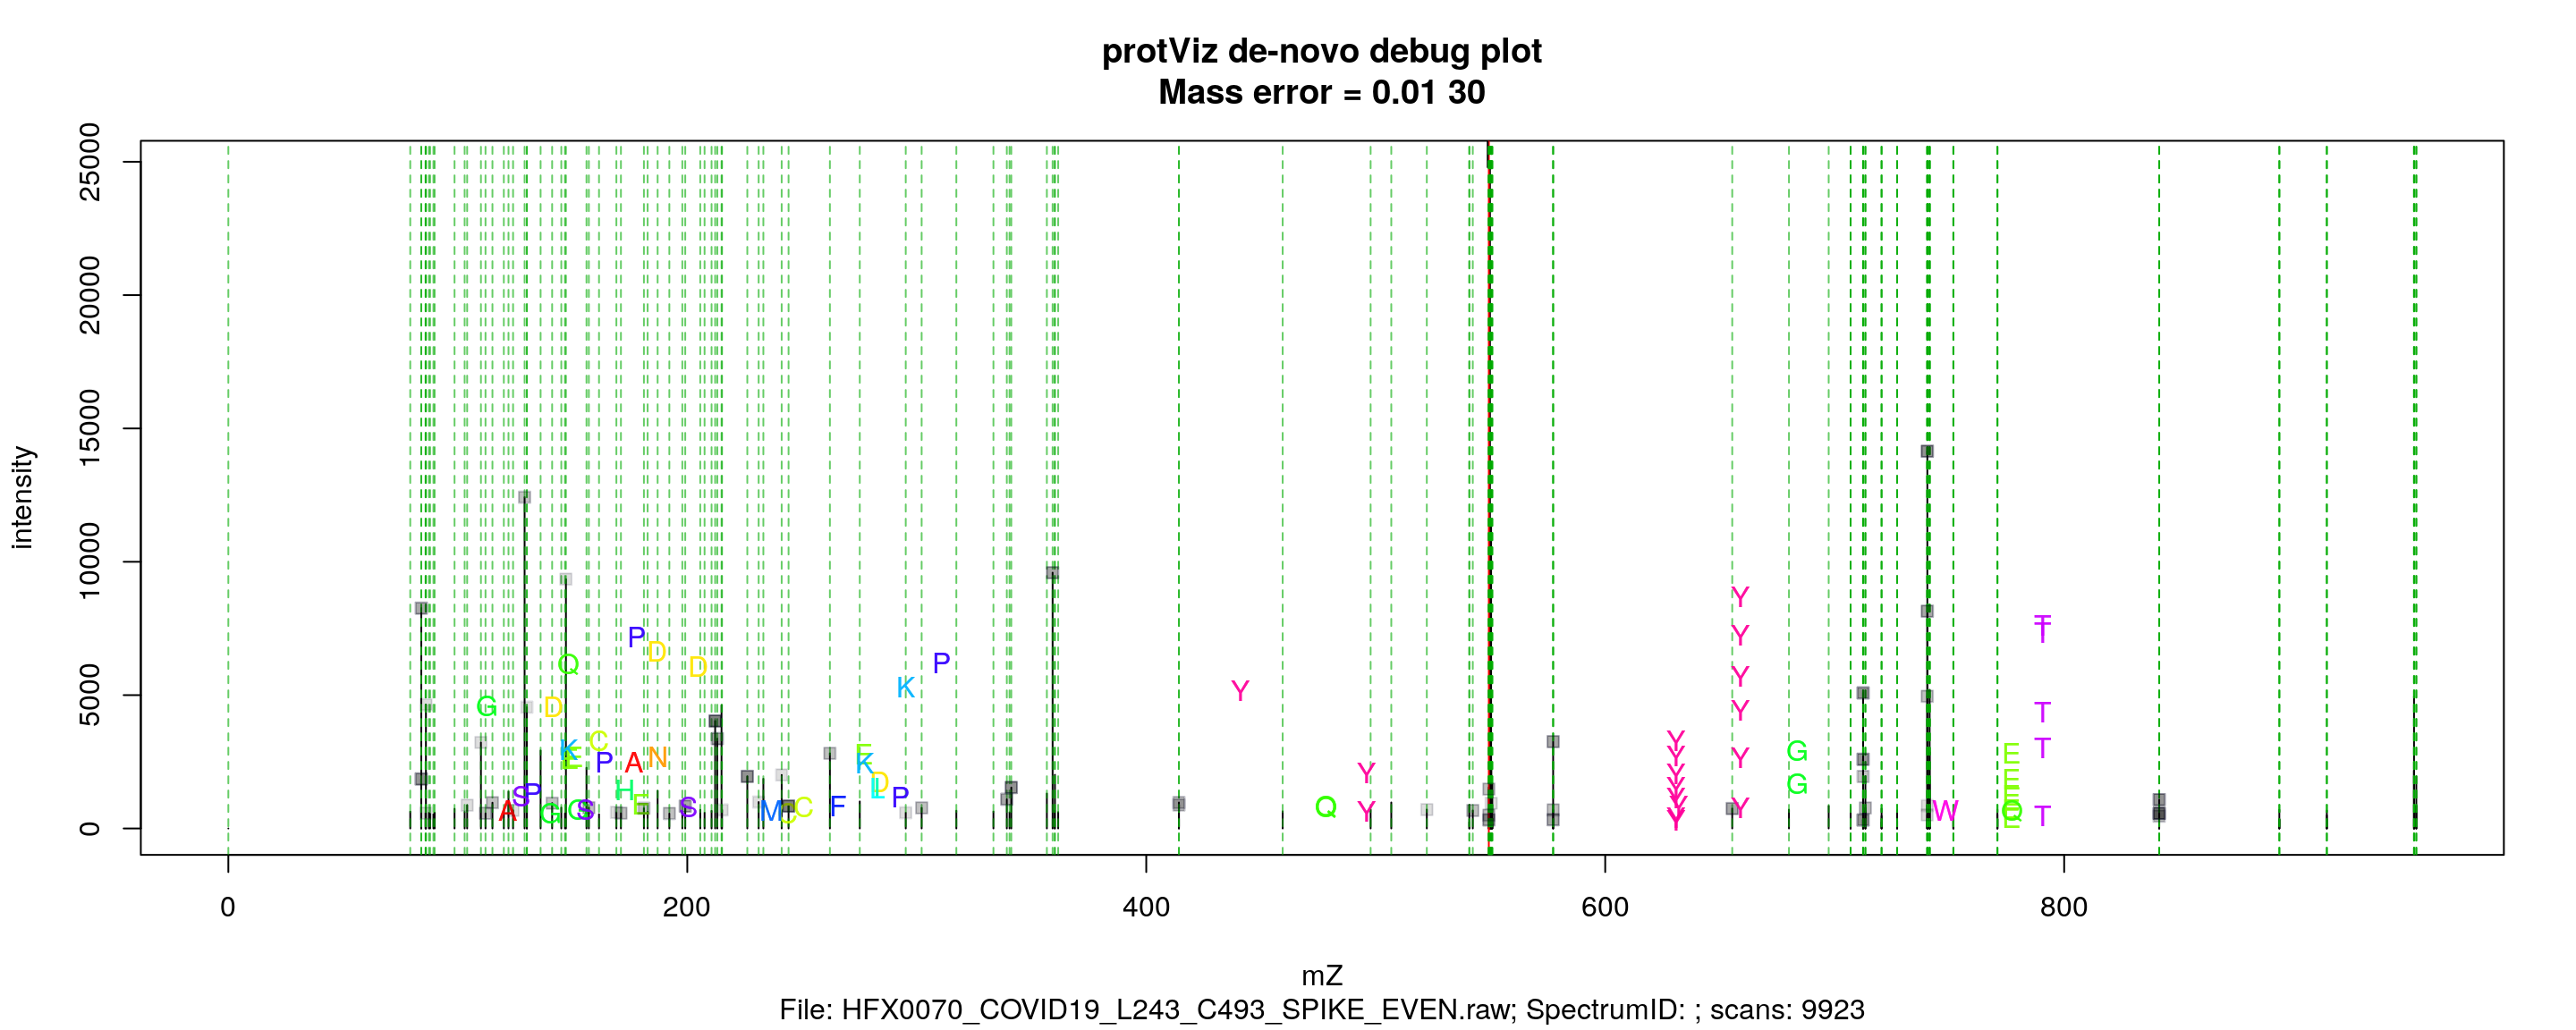 protViz de-novo debug plot
Mass error = 0.01 30
25000
20000
15000
10000
5000
0
intensity
Y
P
Y
T
T
D
Q
D
P
Y
K
Y
G
D
Y
T
K
C
E
P
A
N
E
K
Y
Y
Y
G
E
T
S
P
H
E
D
L
P
Y
Y
G
E
A
G
G
S
S
M
C
C
F
Q
Y
Y
W
Q
E
T
0 200 400 600 800
mZ
File: HFX0070_COVID19_L243_C493_SPIKE_EVEN.raw; SpectrumID: ; scans: 9923